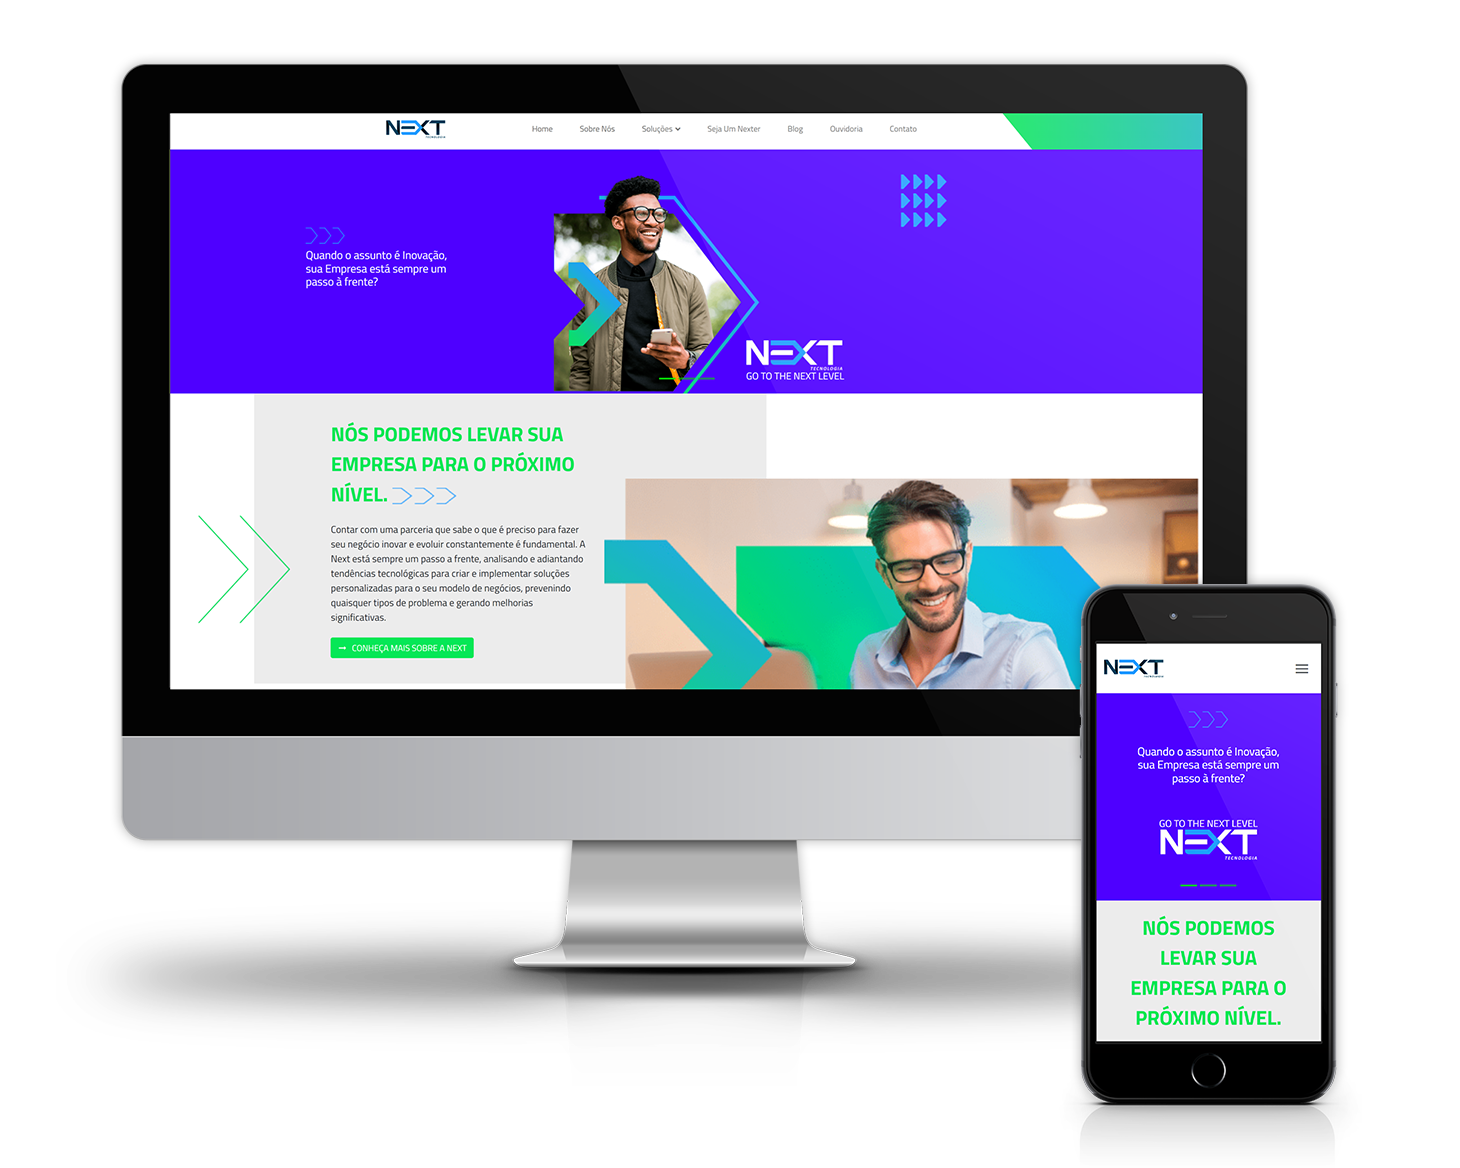 NEXT
TECNOLOGIA
Home Sobre Nós Soluções Seja Um Nexter Blog Ouvidoria Contato
Quando o assunto é Inovação,
sua Empresa está sempre um
passo à frente?
NEXT
TECNOLOGIA
GO TO THE NEXT LEVEL
NÓS PODEMOS LEVAR SUA
EMPRESA PARA O PRÓXIMO
NÍVEL.
Contar com uma parceria que sabe o que é preciso para fazer
seu negócio inovar e evoluir constantemente é fundamental. A
Next está sempre um passo a frente, analisando e adiantando
tendências tecnológicas para criar e implementar soluções
personalizadas para o seu modelo de negócios, prevenindo
quaisquer tipos de problema e gerando melhorias
significativas.
CONHEÇA MAIS SOBRE A NEXT
NEXT
TECNOLOGIA
Quando o assunto é Inovação,
sua Empresa está sempre um
passo à frente?
GO TO THE NEXT LEVEL
NEXT
TECNOLOGIA
NÓS PODEMOS
LEVAR SUA
EMPRESA PARA O
PRÓXIMO NÍVEL.